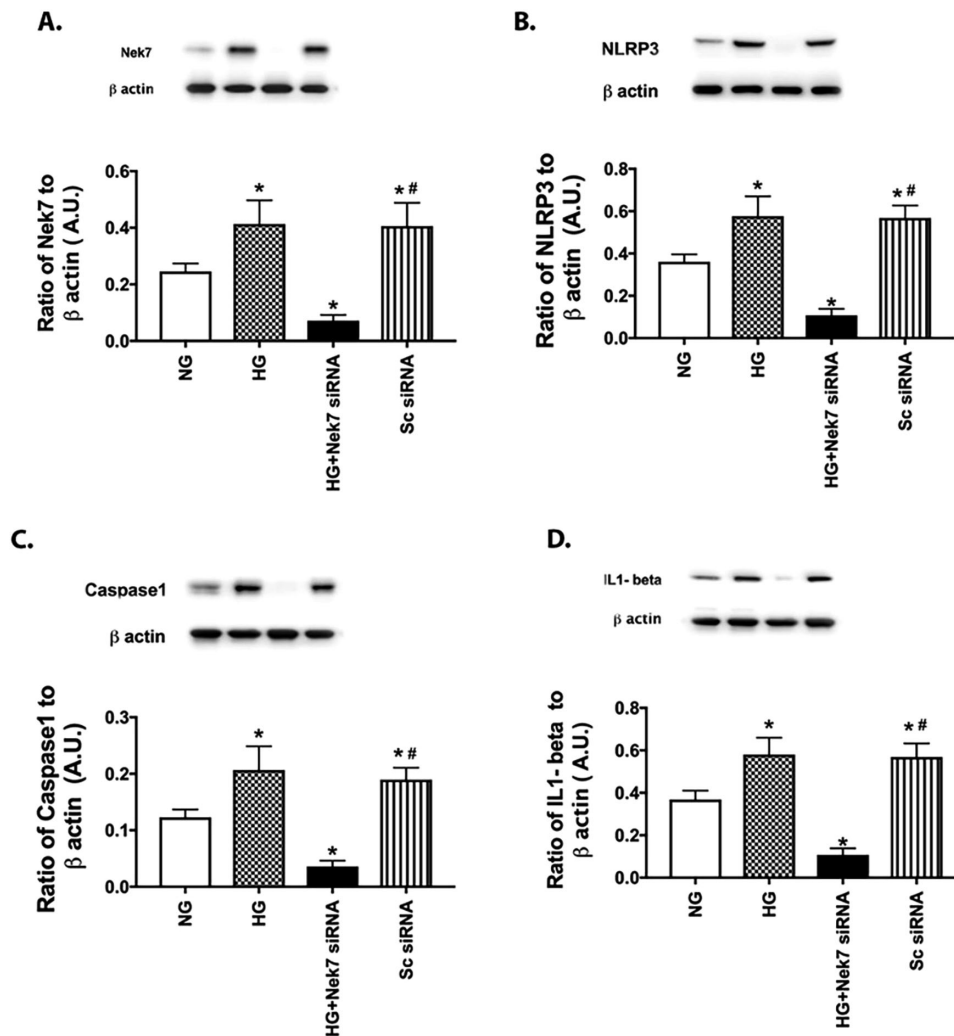 A.
Nek7
β actin
Ratio of Nek7 to
β actin ( A.U.)
0.6
0.4
0.2
0.0
*
*
* #
NG
HG
HG+Nek7 siRNA
Sc siRNA
B.
NLRP3
β actin
Ratio of NLRP3 to
β actin (A.U.)
0.8
0.6
0.4
0.2
0.0
*
*
* #
NG
HG
HG+Nek7 siRNA
Sc siRNA
C.
Caspase1
β actin
Ratio of Caspase1 to
β actin (A.U.)
0.3
0.2
0.1
0.0
*
*
* #
NG
HG
HG+Nek7 siRNA
Sc siRNA
D.
IL1- beta
β actin
Ratio of IL1- beta to
β actin ( A.U.)
0.8
0.6
0.4
0.2
0.0
*
*
* #
NG
HG
HG+Nek7 siRNA
Sc siRNA